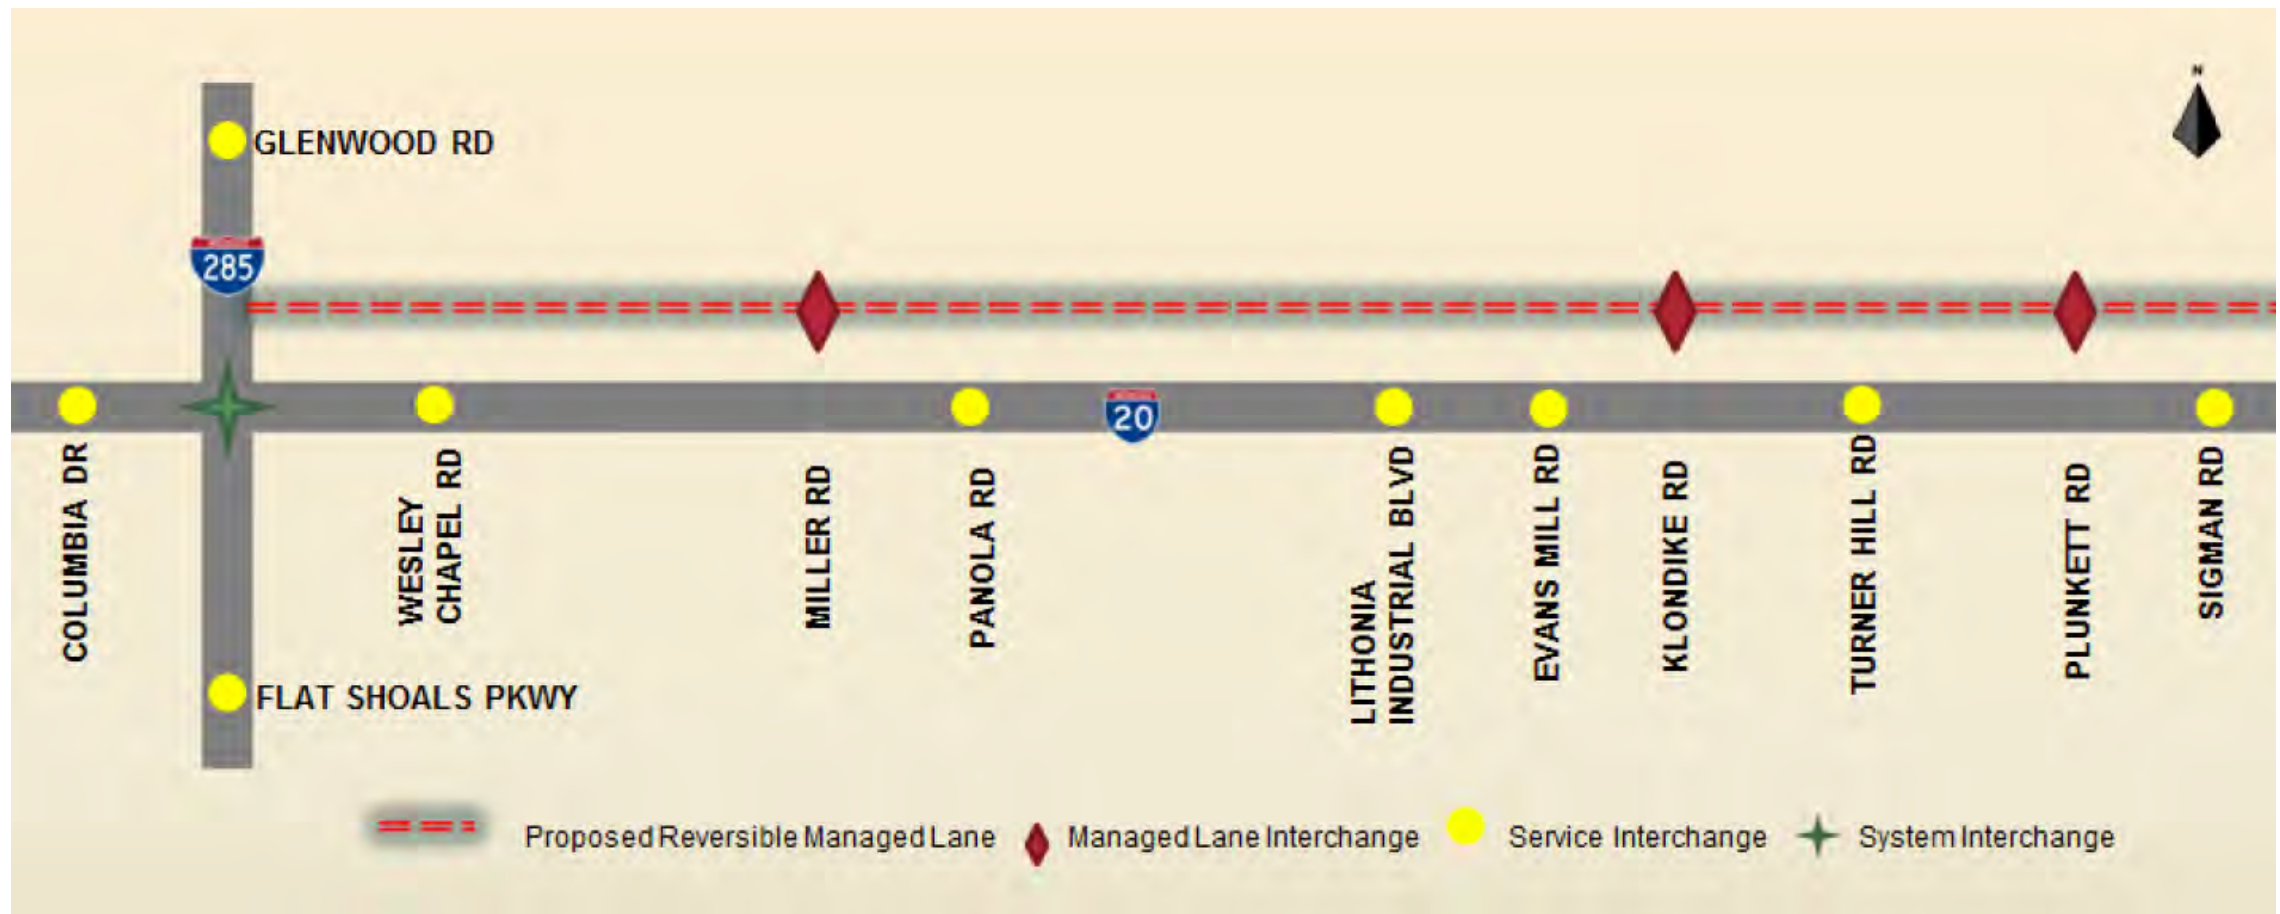 N
GLENWOOD RD
285
20
COLUMBIA DR
WESLEY
CHAPEL RD
MILLER RD
PANOLA RD
LITHONIA
INDUSTRIAL BLVD
EVANS MILL RD
KLONDIKE RD
TURNER HILL RD
PLUNKETT RD
SIGMAN RD
FLAT SHOALS PKWY
Proposed Reversible Managed Lane
Managed Lane Interchange
Service Interchange
System Interchange